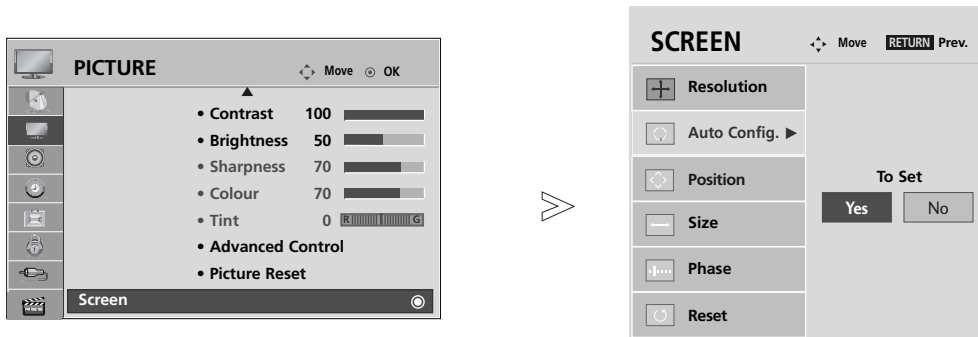 PICTURE
Move OK
• Contrast 100
• Brightness 50
• Sharpness 70
• Colour 70
• Tint 0 R G
• Advanced Control
• Picture Reset
Screen
SCREEN
Move RETURN Prev.
Resolution
Auto Config. ►
Position
Size
Phase
Reset
To Set
Yes No